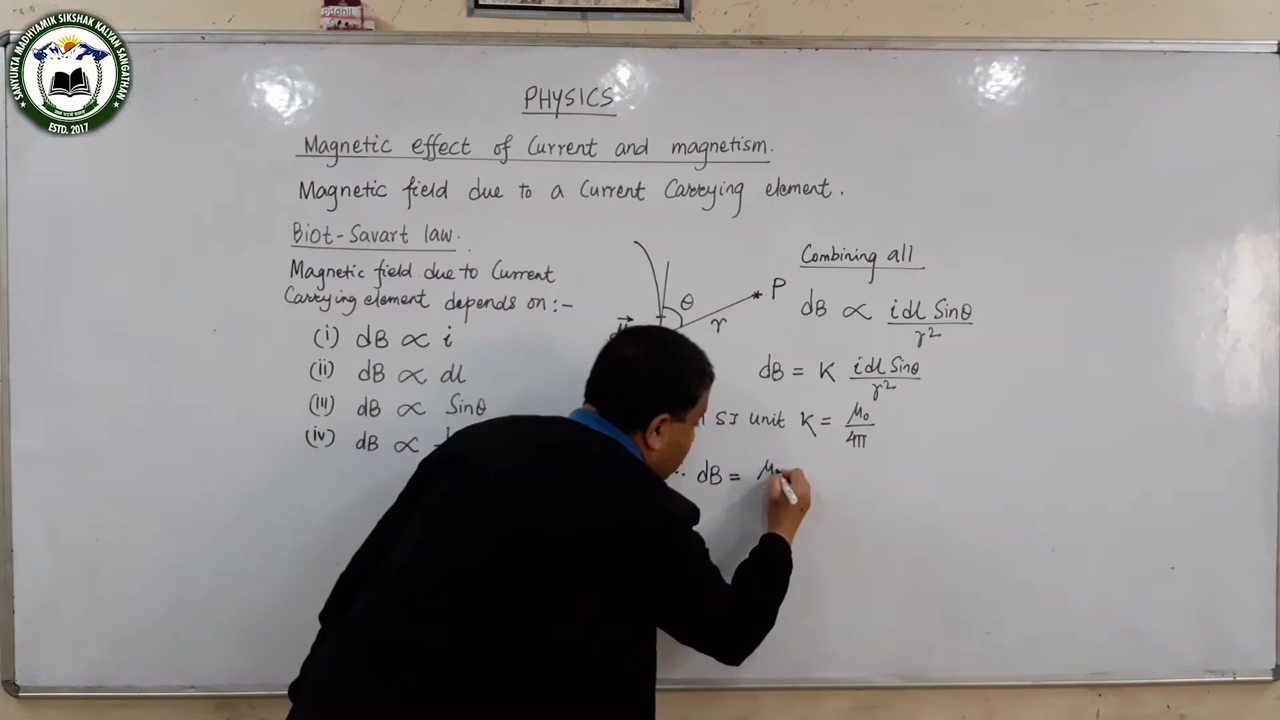 SANYUKTA MADHYAMIK SIKSHAK KALYAN SANGATHAN
ESTD. 2017
PHYSICS
Magnetic effect of Current and magnetism.
Magnetic field due to a Current Carrying element.
Biot-Savart law.
Magnetic field due to Current
Carrying element depends on :-
(i) dB ∝ i
(ii) dB ∝ dl
(iii) dB ∝ Sinθ
(iv) dB ∝
θ
r
P
Combining all
dB ∝ idl Sinθ / r²
dB = K idl Sinθ / r²
SI unit K = μ₀ / 4π
∴ dB = μ₀